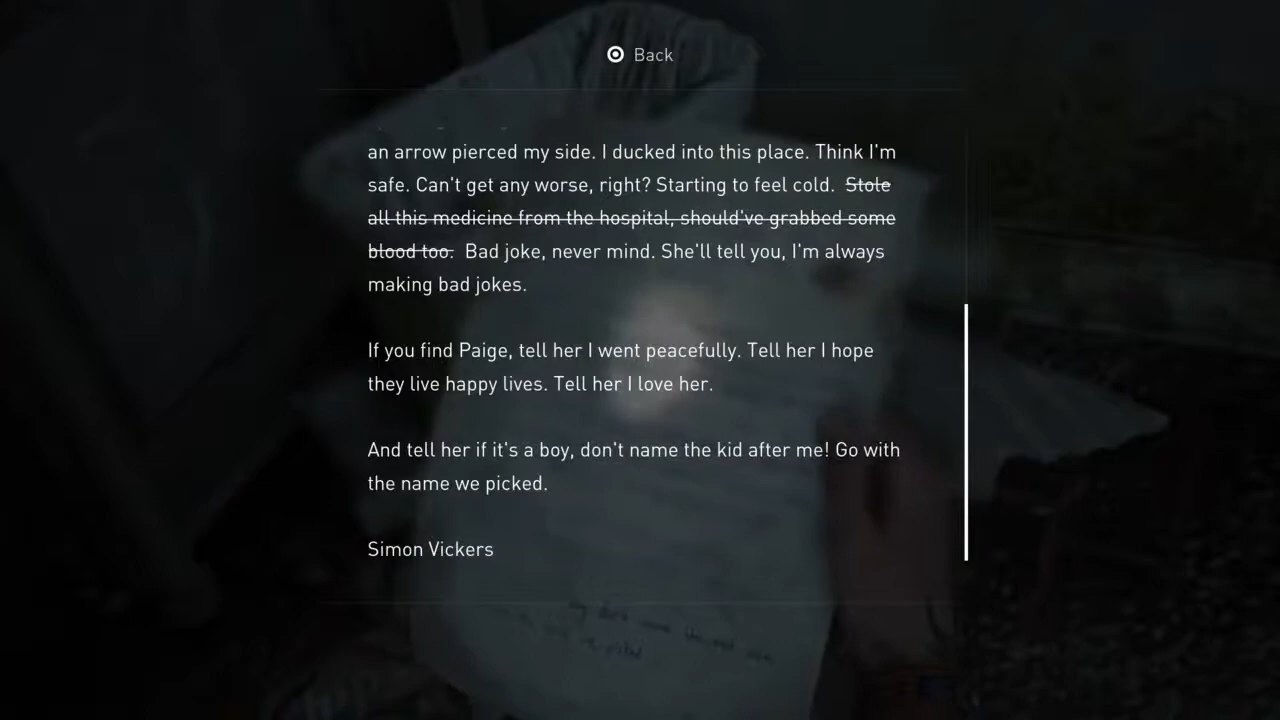 Back
an arrow pierced my side. I ducked into this place. Think I'm
safe. Can't get any worse, right? Starting to feel cold. Stole
all this medicine from the hospital, should've grabbed some
blood too. Bad joke, never mind. She'll tell you, I'm always
making bad jokes.
If you find Paige, tell her I went peacefully. Tell her I hope
they live happy lives. Tell her I love her.
And tell her if it's a boy, don't name the kid after me! Go with
the name we picked.
Simon Vickers